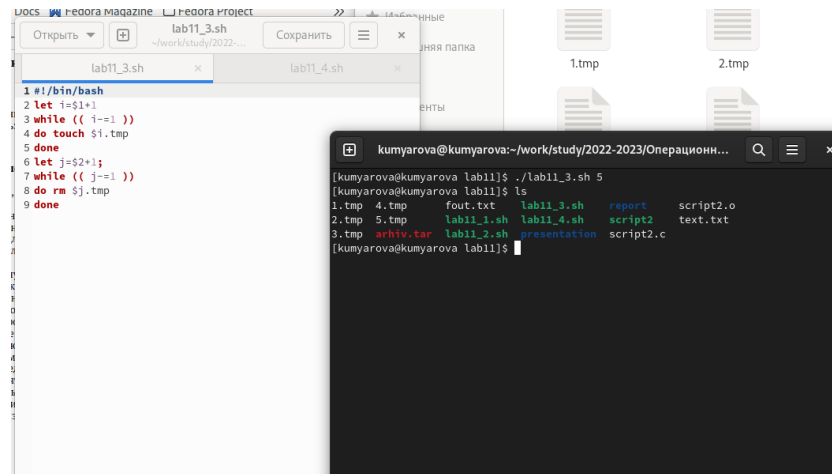 Docs Fedora Magazine Fedora Project »
Избранные
Открыть
lab11_3.sh
~/work/study/2022-...
Сохранить
lab11_3.sh ×
lab11_4.sh ×
1 #!/bin/bash
2 let i=$1+1
3 while (( i-=1 ))
4 do touch $i.tmp
5 done
6 let j=$2+1;
7 while (( j-=1 ))
8 do rm $j.tmp
9 done
папка
1.tmp
2.tmp
kumyarova@kumyarova:~/work/study/2022-2023/Операционн...
[kumyarova@kumyarova lab11]$ ./lab11_3.sh 5
[kumyarova@kumyarova lab11]$ ls
1.tmp 4.tmp fout.txt lab11_3.sh report script2.o
2.tmp 5.tmp lab11_1.sh lab11_4.sh script2 text.txt
3.tmp arhiv.tar lab11_2.sh presentation script2.c
[kumyarova@kumyarova lab11]$